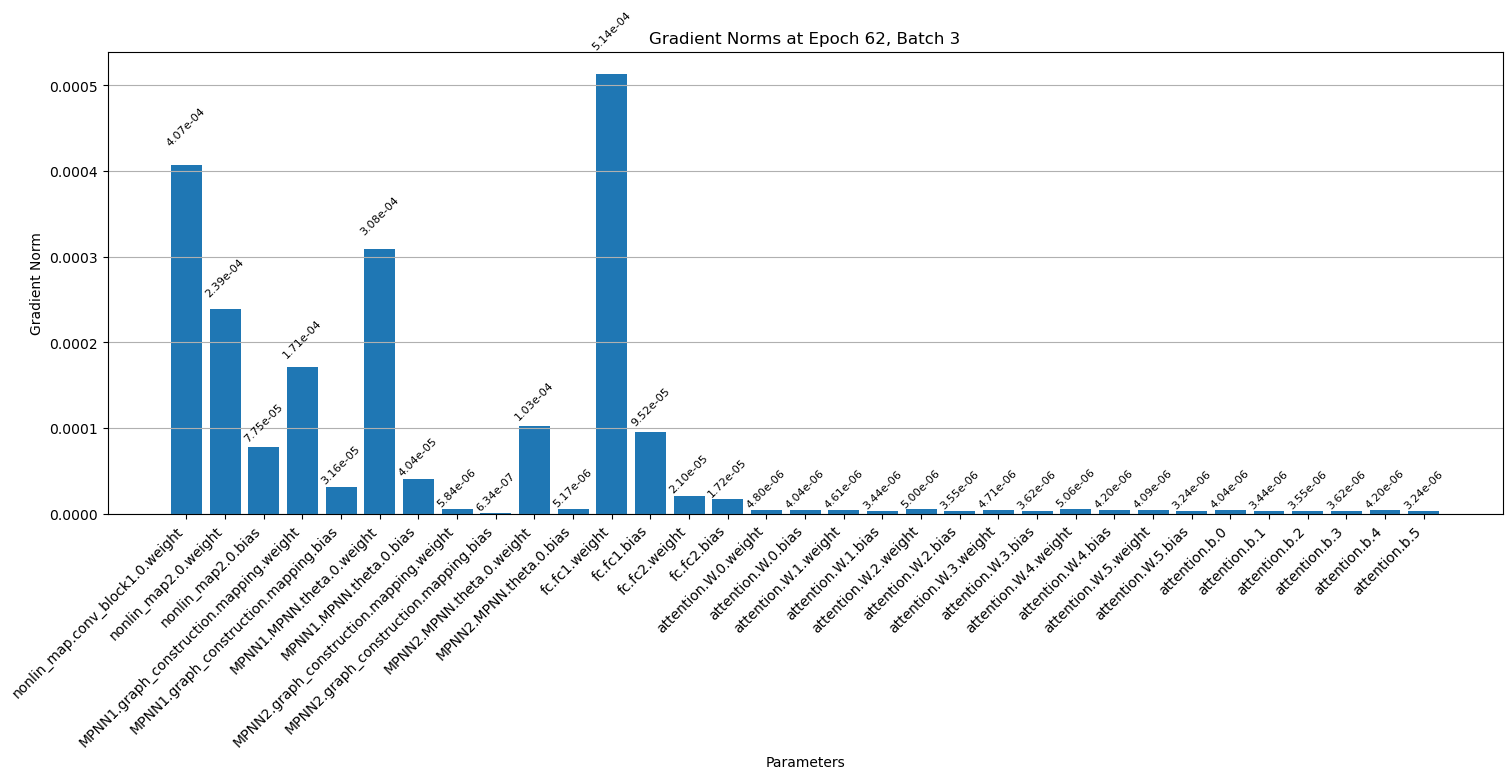 Gradient Norms at Epoch 62, Batch 3
Gradient Norm
0.0005
0.0004
0.0003
0.0002
0.0001
0.0000
4.07e-04
2.39e-04
7.75e-05
1.71e-04
3.16e-05
3.08e-04
4.04e-05
5.84e-06
6.34e-07
1.03e-04
5.17e-06
5.14e-04
9.52e-05
2.10e-05
1.72e-05
4.80e-06
4.04e-06
4.61e-06
3.44e-06
5.00e-06
3.55e-06
4.71e-06
3.62e-06
5.06e-06
4.20e-06
4.09e-06
3.24e-06
4.04e-06
3.44e-06
3.55e-06
3.62e-06
4.20e-06
3.24e-06
nonlin_map.conv_block1.0.weight
nonlin_map2.0.weight
nonlin_map2.0.bias
MPNN1.graph_construction.mapping.weight
MPNN1.graph_construction.mapping.bias
MPNN1.MPNN.theta.0.weight
MPNN1.MPNN.theta.0.bias
MPNN2.graph_construction.mapping.weight
MPNN2.graph_construction.mapping.bias
MPNN2.MPNN.theta.0.weight
MPNN2.MPNN.theta.0.bias
fc.fc1.weight
fc.fc1.bias
fc.fc2.weight
fc.fc2.bias
attention.W.0.weight
attention.W.0.bias
attention.W.1.weight
attention.W.1.bias
attention.W.2.weight
attention.W.2.bias
attention.W.3.weight
attention.W.3.bias
attention.W.4.weight
attention.W.4.bias
attention.W.5.weight
attention.W.5.bias
attention.b.0
attention.b.1
attention.b.2
attention.b.3
attention.b.4
attention.b.5
Parameters